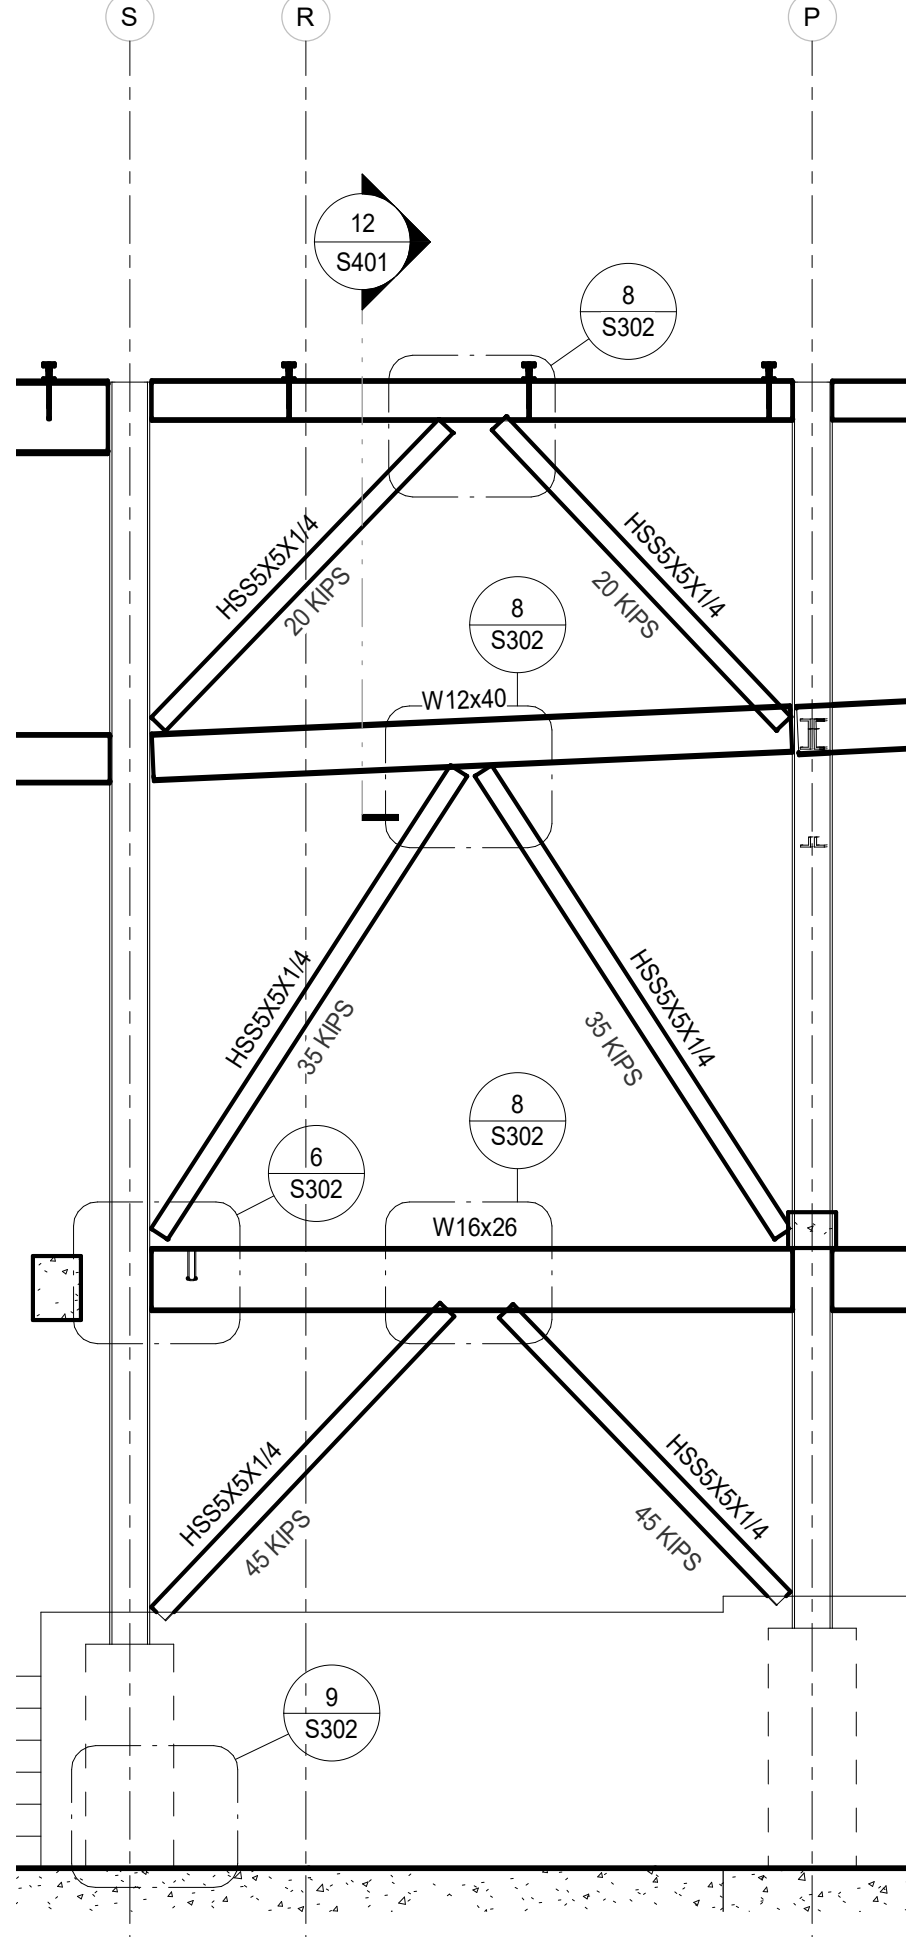 S
R
P
12
S401
8
S302
HSS5X5X1/4
20 KIPS
HSS5X5X1/4
20 KIPS
8
S302
W12x40
HSS5X5X1/4
35 KIPS
HSS5X5X1/4
35 KIPS
8
S302
6
S302
W16x26
HSS5X5X1/4
45 KIPS
HSS5X5X1/4
45 KIPS
9
S302